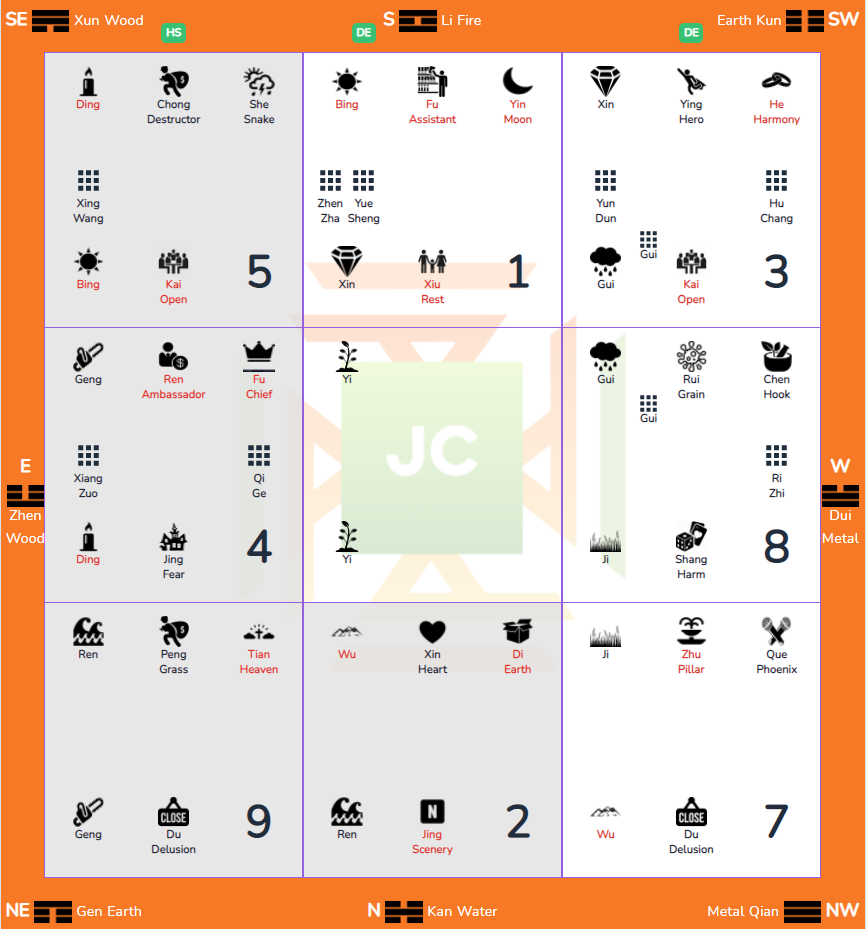 SE Xun Wood S Li Fire Earth Kun SW
HS DE DE
Ding Chong Destructor She Snake
Xing Wang
Bing Kai Open 5
Bing Fu Assistant Yin Moon
Zhen Zha Yue Sheng
Xin Xiu Rest 1
Xin Ying Hero He Harmony
Yun Dun Hu Chang
Gui
Gui Kai Open 3
E
Zhen
Wood
Geng Ren Ambassador Fu Chief
Xiang Zuo Qi Ge
Ding Jing Fear 4
Yi
JC
Yi
Gui Rui Grain Chen Hook
Gui
Ri Zhi
Ji Shang Harm 8
W
Dui
Metal
Ren Peng Grass Tian Heaven
Geng CLOSE Du Delusion 9
Wu Xin Heart Di Earth
Ren N Jing Scenery 2
Ji Zhu Pillar Que Phoenix
Wu CLOSE Du Delusion 7
NE Gen Earth N Kan Water Metal Qian NW